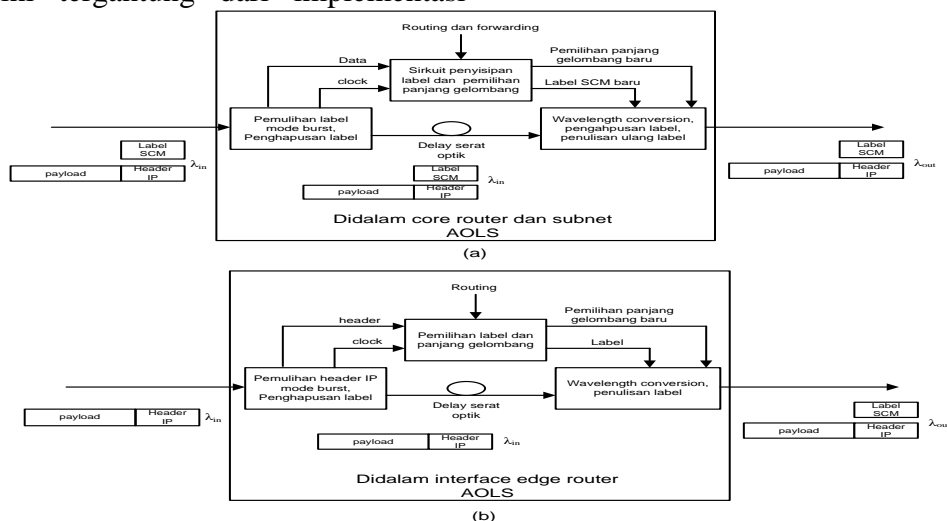 tergantung dari implementasi
Routing dan forwarding
Data
clock
Sirkuit penyisipan
label dan pemilihan
panjang gelombang
Pemilihan panjang
gelombang baru
Label SCM baru
Pemulihan label
mode burst,
Penghapusan label
Delay serat
optik
Wavelength conversion,
pengahpusan label,
penulisan ulang label
Label
SCM
payload
Header
IP
λin
Label
SCM
payload
Header
IP
λin
Label
SCM
payload
Header
IP
λout
Didalam core router dan subnet
AOLS
(a)
Routing
header
clock
Pemilihan label dan
panjang gelombang
Pemilihan panjang
gelombang baru
Label
Pemulihan header IP
mode burst,
Penghapusan label
Delay serat
optik
Wavelength conversion,
penulisan label
payload
Header
IP
λin
payload
Header
IP
λin
Label
SCM
payload
Header
IP
Didalam interface edge router
AOLS
(b)